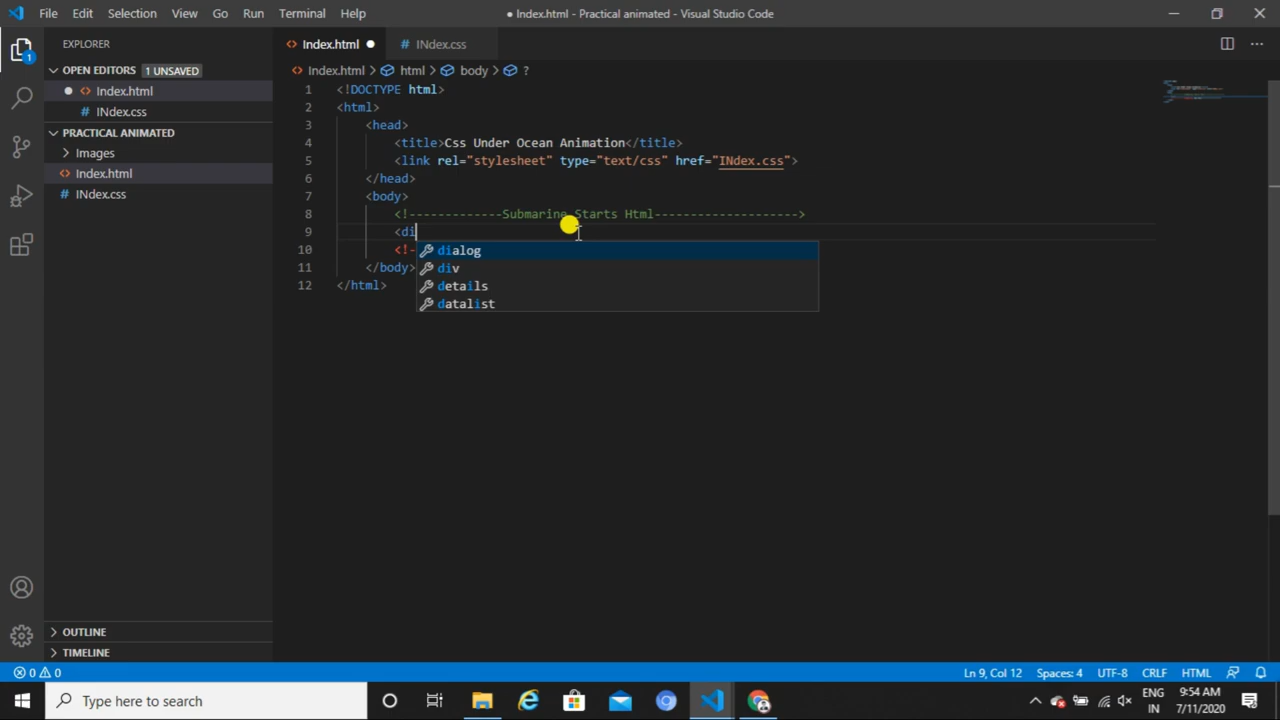 File Edit Selection View Go Run Terminal Help ● Index.html - Practical animated - Visual Studio Code
EXPLORER
OPEN EDITORS 1 UNSAVED
Index.html
INdex.css
PRACTICAL ANIMATED
Images
Index.html
INdex.css
OUTLINE
TIMELINE
1
Index.html INdex.css
Index.html > html > body > ?
1 <!DOCTYPE html>
2 <html>
3 <head>
4 <title>Css Under Ocean Animation</title>
5 <link rel="stylesheet" type="text/css" href="INdex.css">
6 </head>
7 <body>
8 <!-------------Submarine Starts Html-------------------->
9 <di
10 <!-
11 </body>
12 </html>
dialog
div
details
datalist
0 0 Ln 9, Col 12 Spaces: 4 UTF-8 CRLF HTML
Type here to search
ENG
IN
9:54 AM
7/11/2020